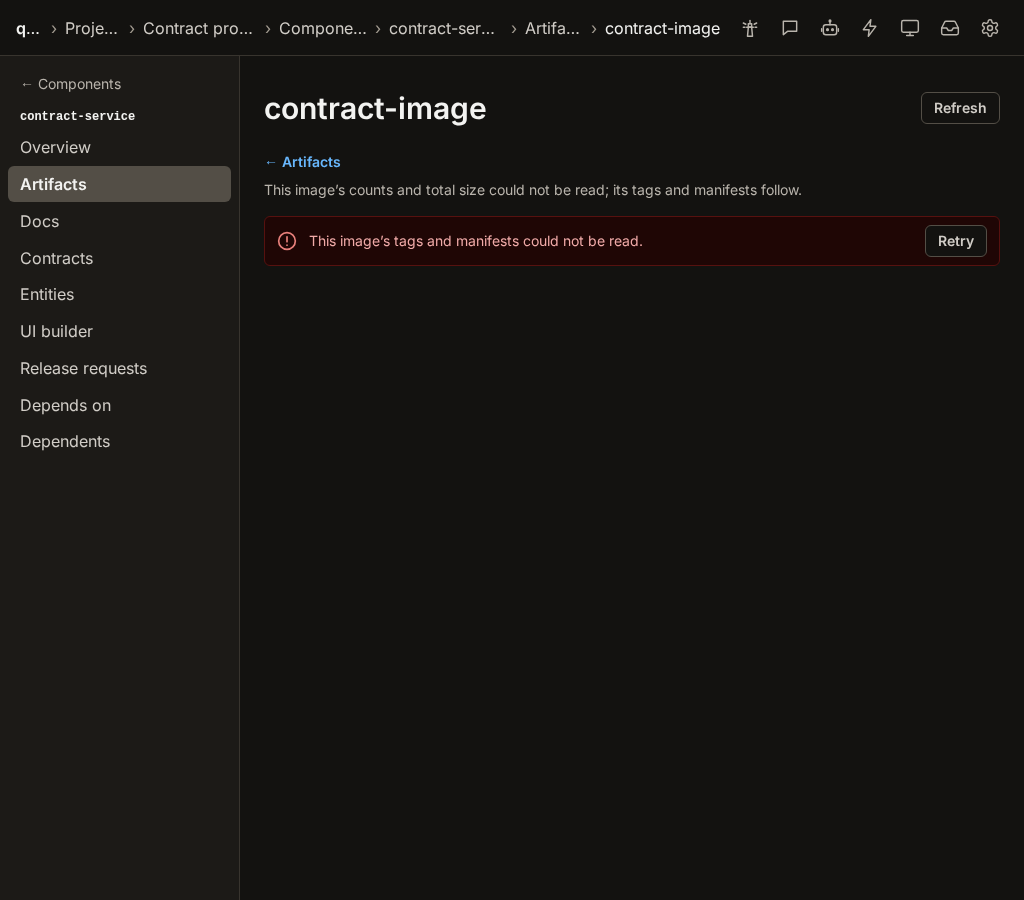 q... › Proje... › Contract pro... › Compone... › contract-ser... › Artifa... › contract-image
← Components
contract-service
Overview
Artifacts
Docs
Contracts
Entities
UI builder
Release requests
Depends on
Dependents
contract-image
Refresh
← Artifacts
This image’s counts and total size could not be read; its tags and manifests follow.
This image’s tags and manifests could not be read.
Retry